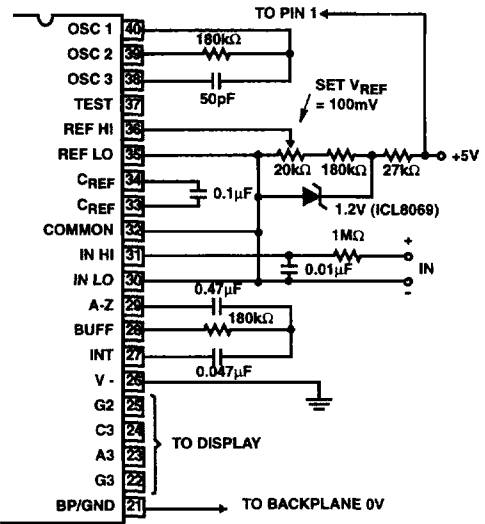 TO PIN 1
OSC 1 40
180kΩ
OSC 2 39
OSC 3 38
50pF
TEST 37
SET VREF
= 100mV
REF HI 36
REF LO 35
20kΩ 180kΩ 27kΩ
+5V
CREF 34
0.1μF
CREF 33
1.2V (ICL8069)
COMMON 32
1MΩ
+
IN HI 31
0.01μF
IN
IN LO 30
-
0.47μF
A-Z 29
180kΩ
BUFF 28
INT 27
0.047μF
V - 26
G2 25
C3 24
TO DISPLAY
A3 23
G3 22
BP/GND 21
TO BACKPLANE 0V